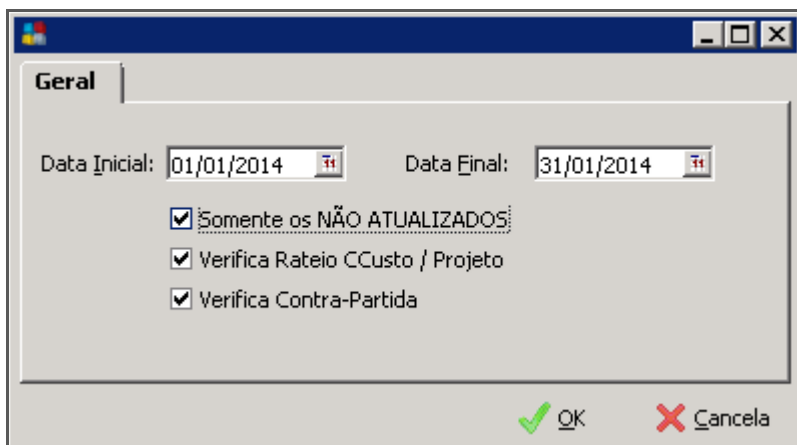 Geral
Data Inicial: 01/01/2014 Data Final: 31/01/2014
Somente os NÃO ATUALIZADOS
Verifica Rateio CCusto / Projeto
Verifica Contra-Partida
OK Cancela